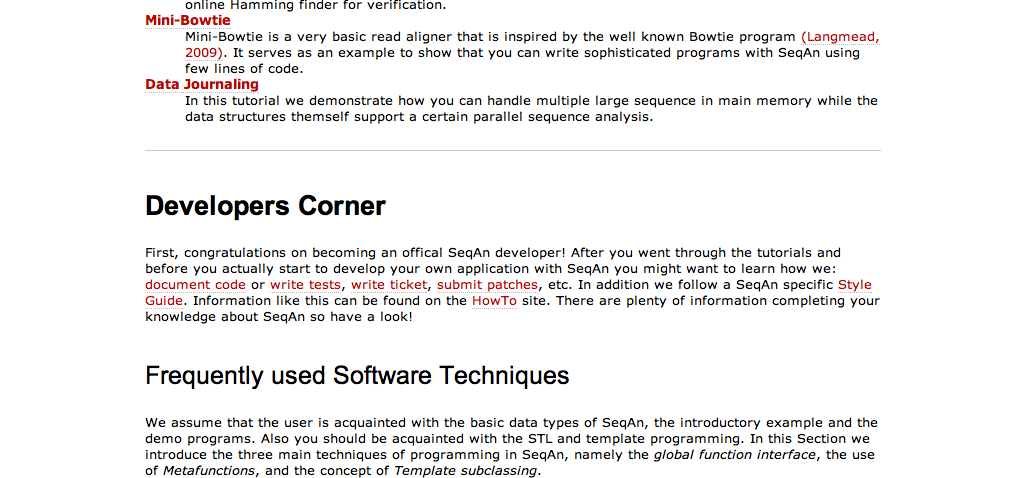 online Hamming finder for verification.
Mini-Bowtie
Mini-Bowtie is a very basic read aligner that is inspired by the well known Bowtie program (Langmead,
2009). It serves as an example to show that you can write sophisticated programs with SeqAn using
few lines of code.
Data Journaling
In this tutorial we demonstrate how you can handle multiple large sequence in main memory while the
data structures themself support a certain parallel sequence analysis.
Developers Corner
First, congratulations on becoming an offical SeqAn developer! After you went through the tutorials and
before you actually start to develop your own application with SeqAn you might want to learn how we:
document code or write tests, write ticket, submit patches, etc. In addition we follow a SeqAn specific Style
Guide. Information like this can be found on the HowTo site. There are plenty of information completing your
knowledge about SeqAn so have a look!
Frequently used Software Techniques
We assume that the user is acquainted with the basic data types of SeqAn, the introductory example and the
demo programs. Also you should be acquainted with the STL and template programming. In this Section we
introduce the three main techniques of programming in SeqAn, namely the global function interface, the use
of Metafunctions, and the concept of Template subclassing.